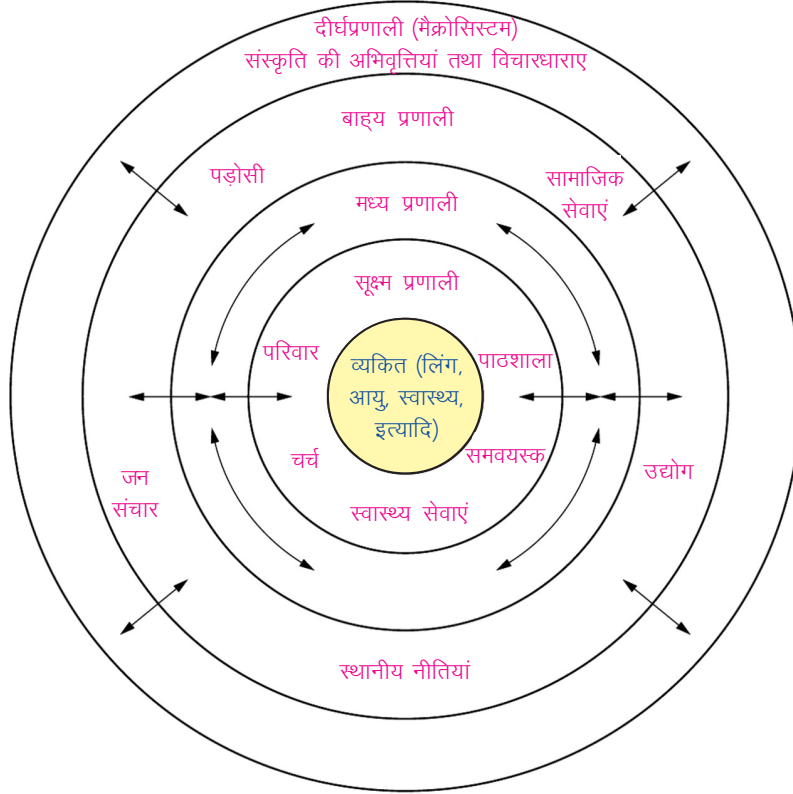 दीर्घप्रणाली (मैक्रोसिस्टम)
संस्कृति की अभिवृत्तियां तथा विचारधाराए
बाह्य प्रणाली
पड़ोसी
सामाजिक
सेवाएं
मध्य प्रणाली
सूक्ष्म प्रणाली
परिवार
व्यकित (लिंग,
आयु, स्वास्थ्य,
इत्यादि)
पाठशाला
चर्च
समवयस्क
जन
संचार
उद्योग
स्वास्थ्य सेवाएं
स्थानीय नीतियां